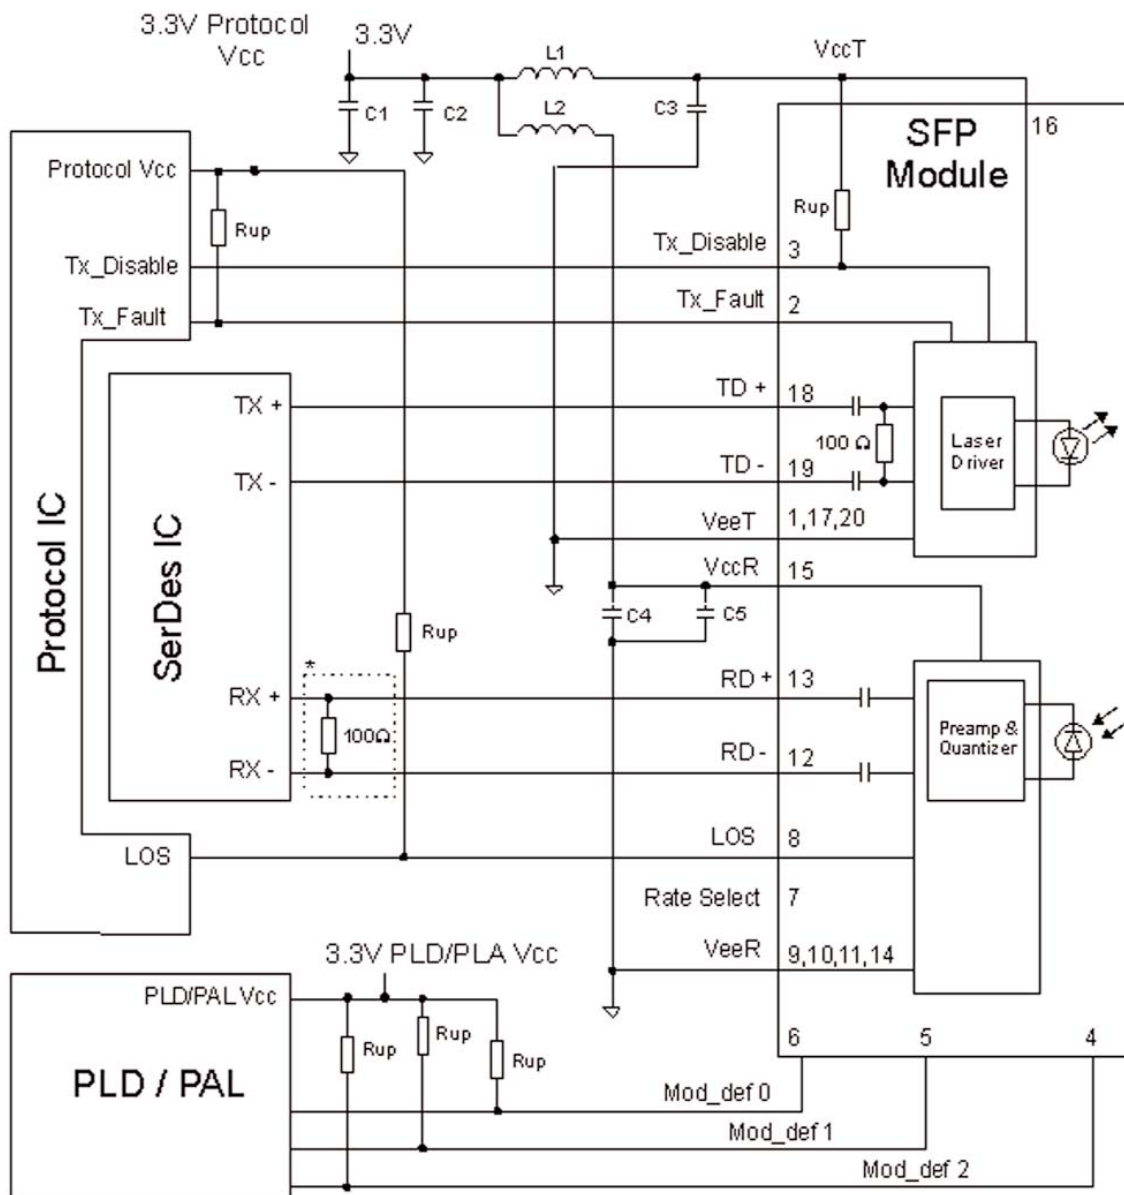 3.3V Protocol
Vcc
3.3V
L1
VccT
C1
C2
L2
C3
16
SFP
Module
Protocol Vcc
Rup
Rup
Tx_Disable
Tx_Disable
3
Tx_Fault
Tx_Fault
2
TX +
TD +
18
100 Ω
Laser
Driver
TX -
TD -
19
VeeT
1,17,20
VccR
15
Protocol IC
SerDes IC
C4
C5
Rup
*
RX +
RD +
13
100Ω
Preamp &
Quantizer
RX -
RD -
12
LOS
LOS
8
Rate Select
7
VeeR
9,10,11,14
3.3V PLD/PLA Vcc
PLD/PAL Vcc
Rup
Rup
Rup
6
5
4
PLD / PAL
Mod_def 0
Mod_def 1
Mod_def 2